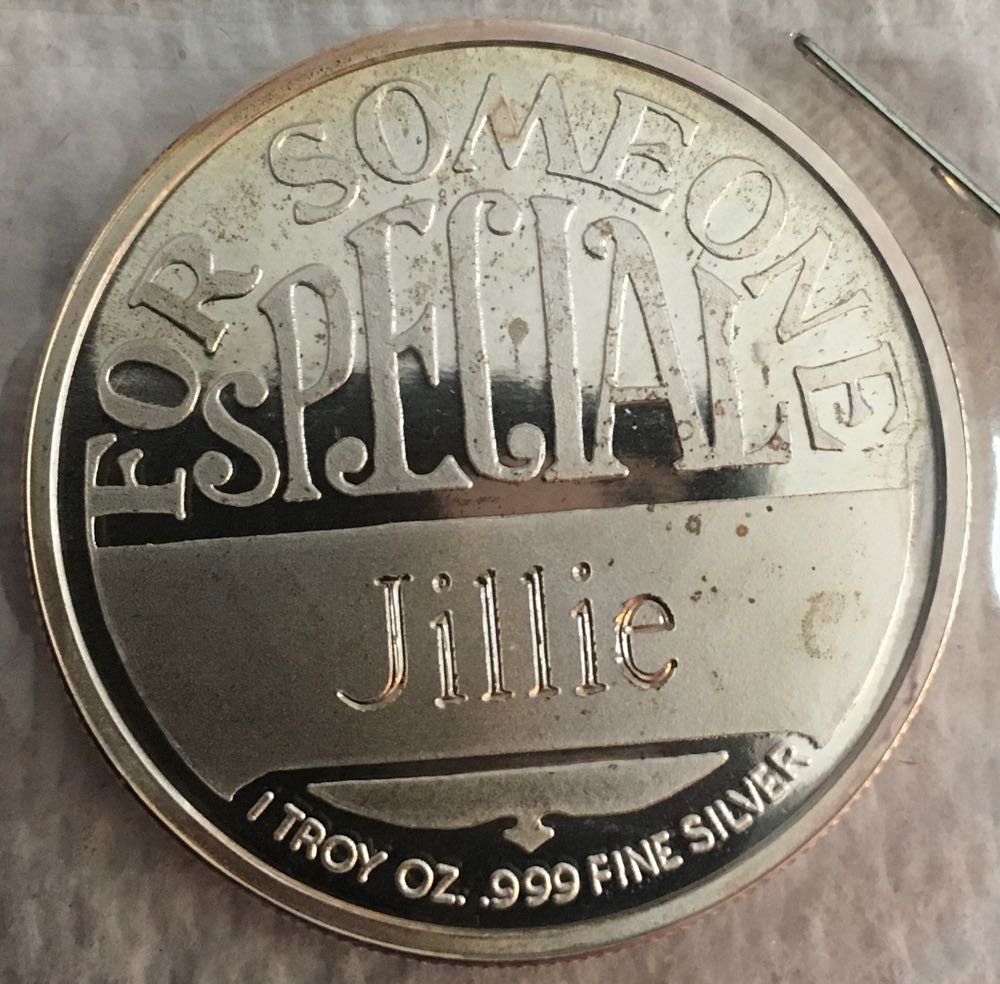 FOR SOMEONE
SPECIAL
Jillie
1 TROY OZ. .999 FINE SILVER